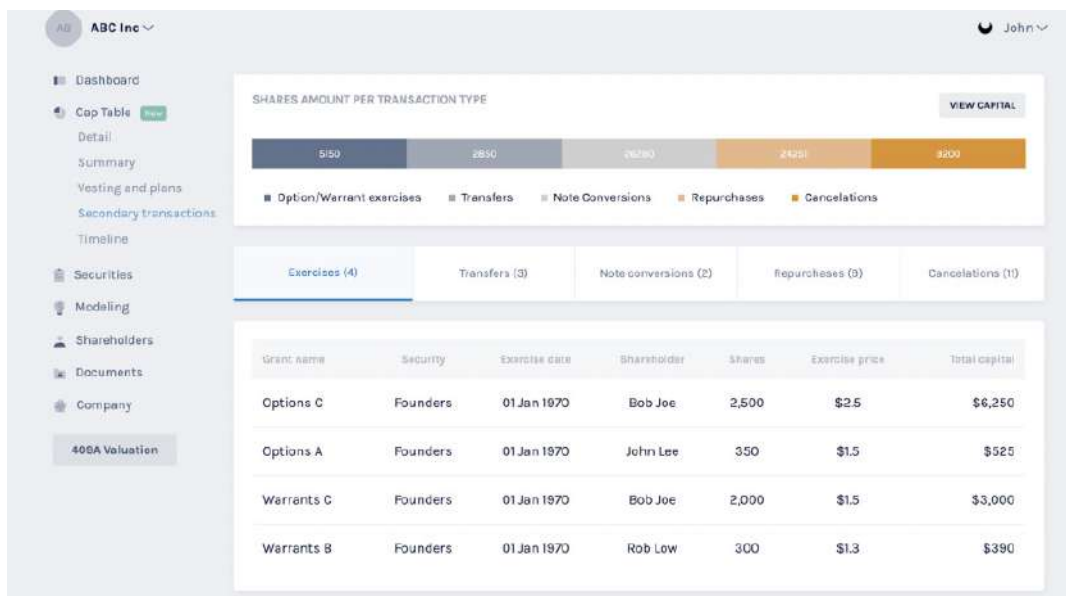 AB ABC Inc
John
Dashboard
Cap Table New
Detail
Summary
Vesting and plans
Secondary transactions
Timeline
Securities
Modeling
Shareholders
Documents
Company
409A Valuation
SHARES AMOUNT PER TRANSACTION TYPE
VIEW CAPITAL
5150 2850 24251 8200
Option/Warrant exercises Transfers Note Conversions Repurchases Cancelations
Exercises (4) Transfers (3) Note conversions (2) Repurchases (9) Cancelations (11)
Grant name Security Exercise date Shareholder Shares Exercise price Total capital
Options C Founders 01 Jan 1970 Bob Joe 2,500 $2.5 $6,250
Options A Founders 01 Jan 1970 John Lee 350 $1.5 $525
Warrants C Founders 01 Jan 1970 Bob Joe 2,000 $1.5 $3,000
Warrants B Founders 01 Jan 1970 Rob Low 300 $1.3 $390